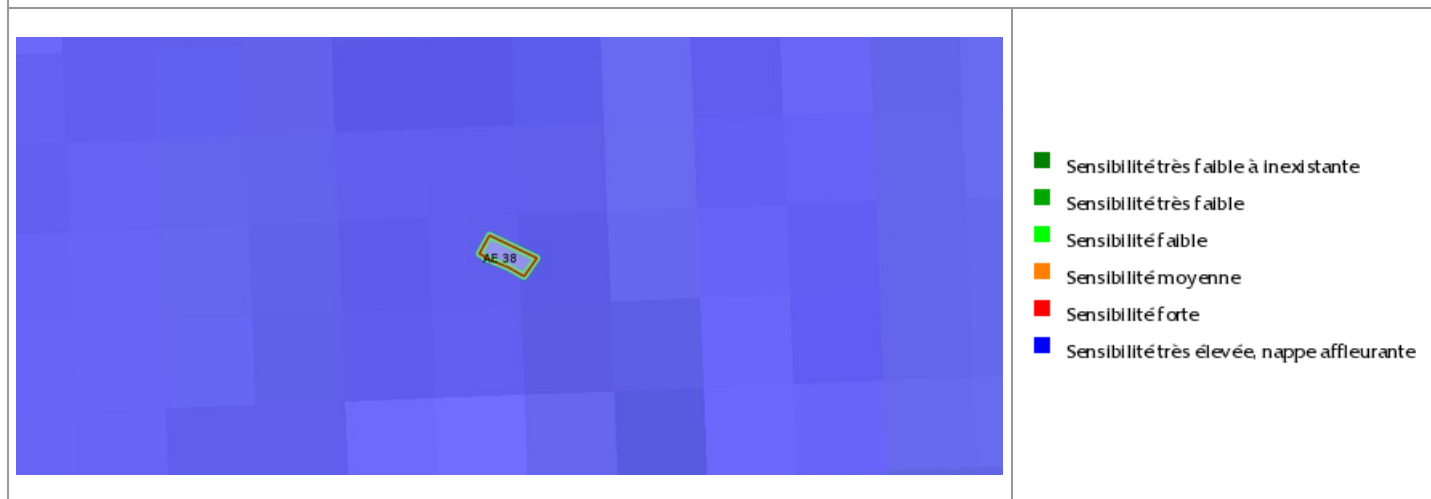 AE 38
Sensibilité très faible à inexistante
Sensibilité très faible
Sensibilité faible
Sensibilité moyenne
Sensibilité forte
Sensibilité très élevée, nappe affleurante